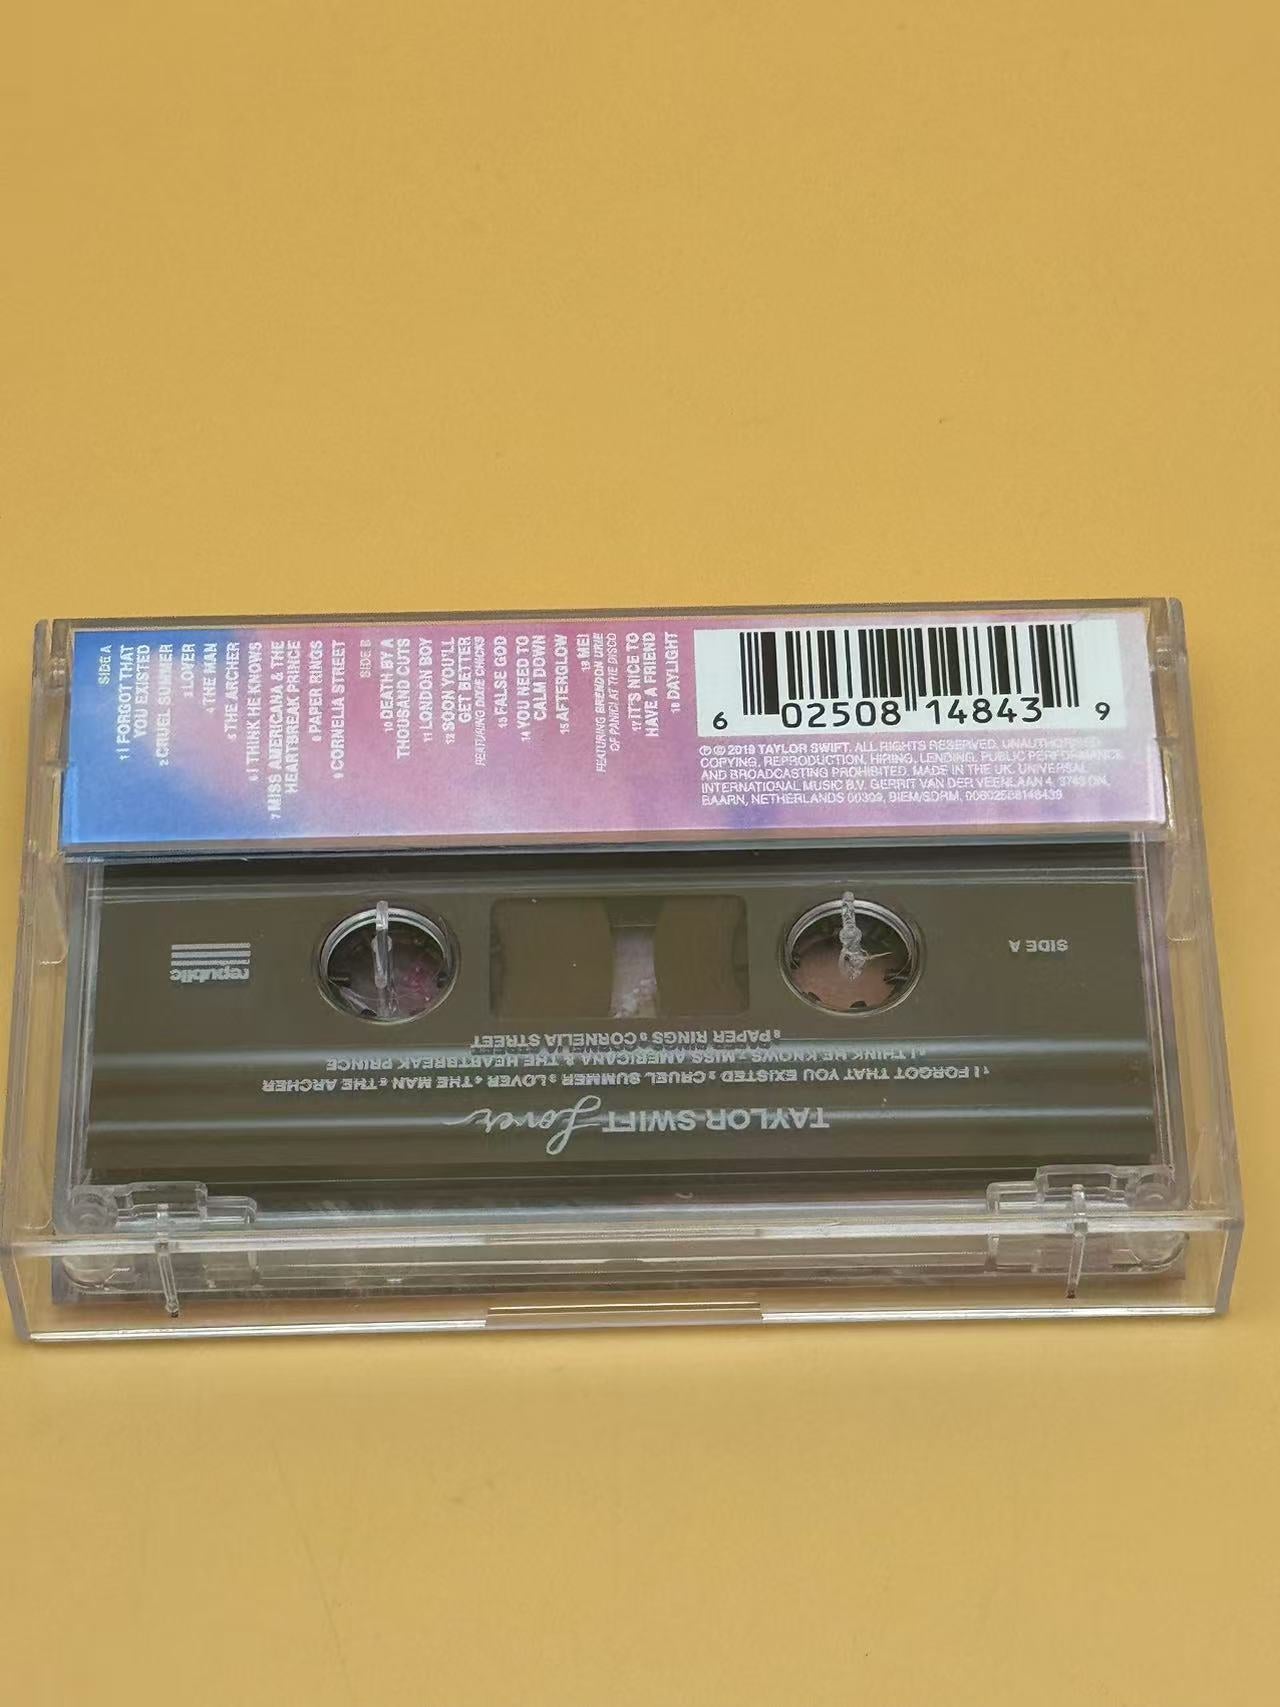 SIDE A
1 I FORGOT THAT
YOU EXISTED
2 CRUEL SUMMER
3 LOVER
4 THE MAN
5 THE ARCHER
6 I THINK HE KNOWS
7 MISS AMERICANA & THE
HEARTBREAK PRINCE
8 PAPER RINGS
9 CORNELIA STREET
SIDE B
10 DEATH BY A
THOUSAND CUTS
11 LONDON BOY
12 SOON YOU'LL
GET BETTER
FEATURING DIXIE CHICKS
13 FALSE GOD
14 YOU NEED TO
CALM DOWN
15 AFTERGLOW
16 ME!
FEATURING BRENDON URIE
OF PANIC! AT THE DISCO
17 IT'S NICE TO
HAVE A FRIEND
18 DAYLIGHT
6 02508 14843 9
℗ © 2019 TAYLOR SWIFT. ALL RIGHTS RESERVED. UNAUTHORISED
COPYING, REPRODUCTION, HIRING, LENDING, PUBLIC PERFORMANCE
AND BROADCASTING PROHIBITED. MADE IN THE UK. UNIVERSAL
INTERNATIONAL MUSIC B.V. GERRIT VAN DER VEENLAAN 4, 3743 DN,
BAARN, NETHERLANDS BIEM/SDRM.
TAYLOR SWIFT Lover
1 I FORGOT THAT YOU EXISTED 2 CRUEL SUMMER 3 LOVER 4 THE MAN 5 THE ARCHER
6 I THINK HE KNOWS 7 MISS AMERICANA & THE HEARTBREAK PRINCE
8 PAPER RINGS 9 CORNELIA STREET
SIDE A
republic